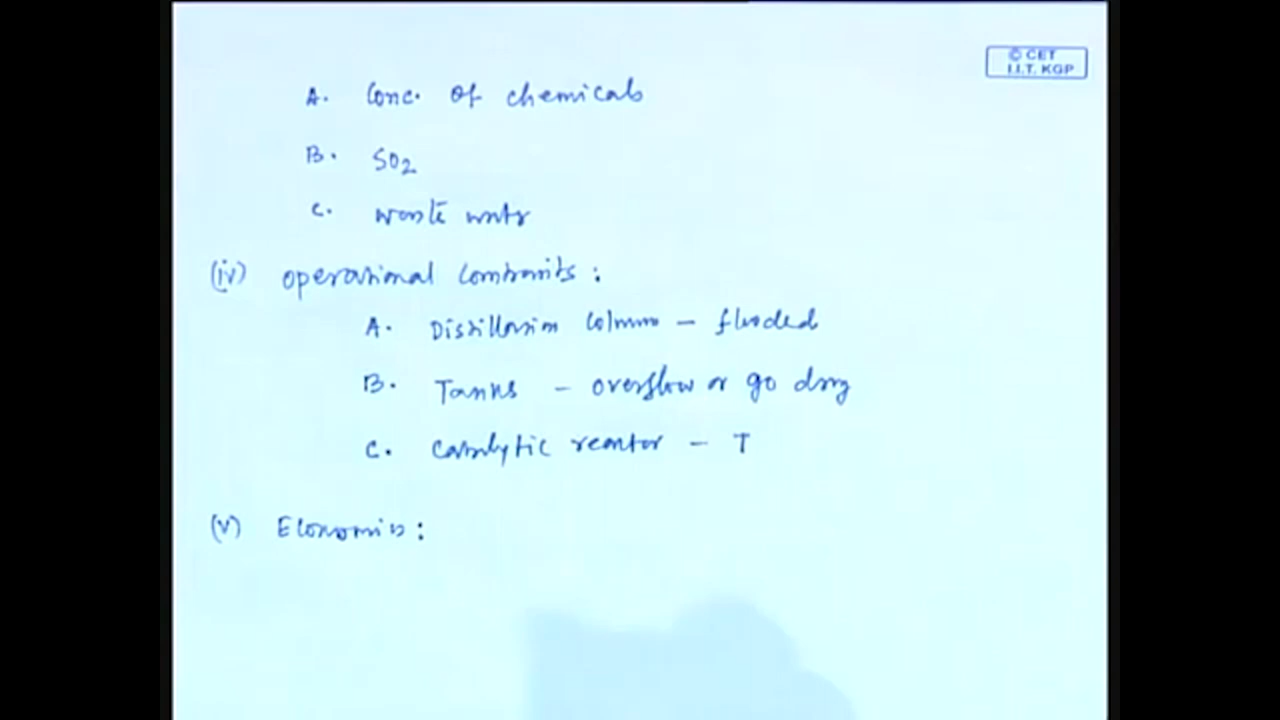 © CET
I.I.T. KGP
A. Conc. of chemicals
B. SO2
C. waste water
(iv) Operational Constraints :
A. Distillation Column – flooded
B. Tanks – overflow or go dry
C. Catalytic reactor – T
(v) Economics :